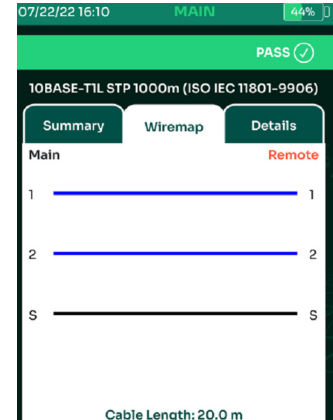 07/22/22 16:10 MAIN 44%
PASS
10BASE-T1L STP 1000m (ISO IEC 11801-9906)
Summary Wiremap Details
Main Remote
1 1
2 2
S S
Cable Length: 20.0 m